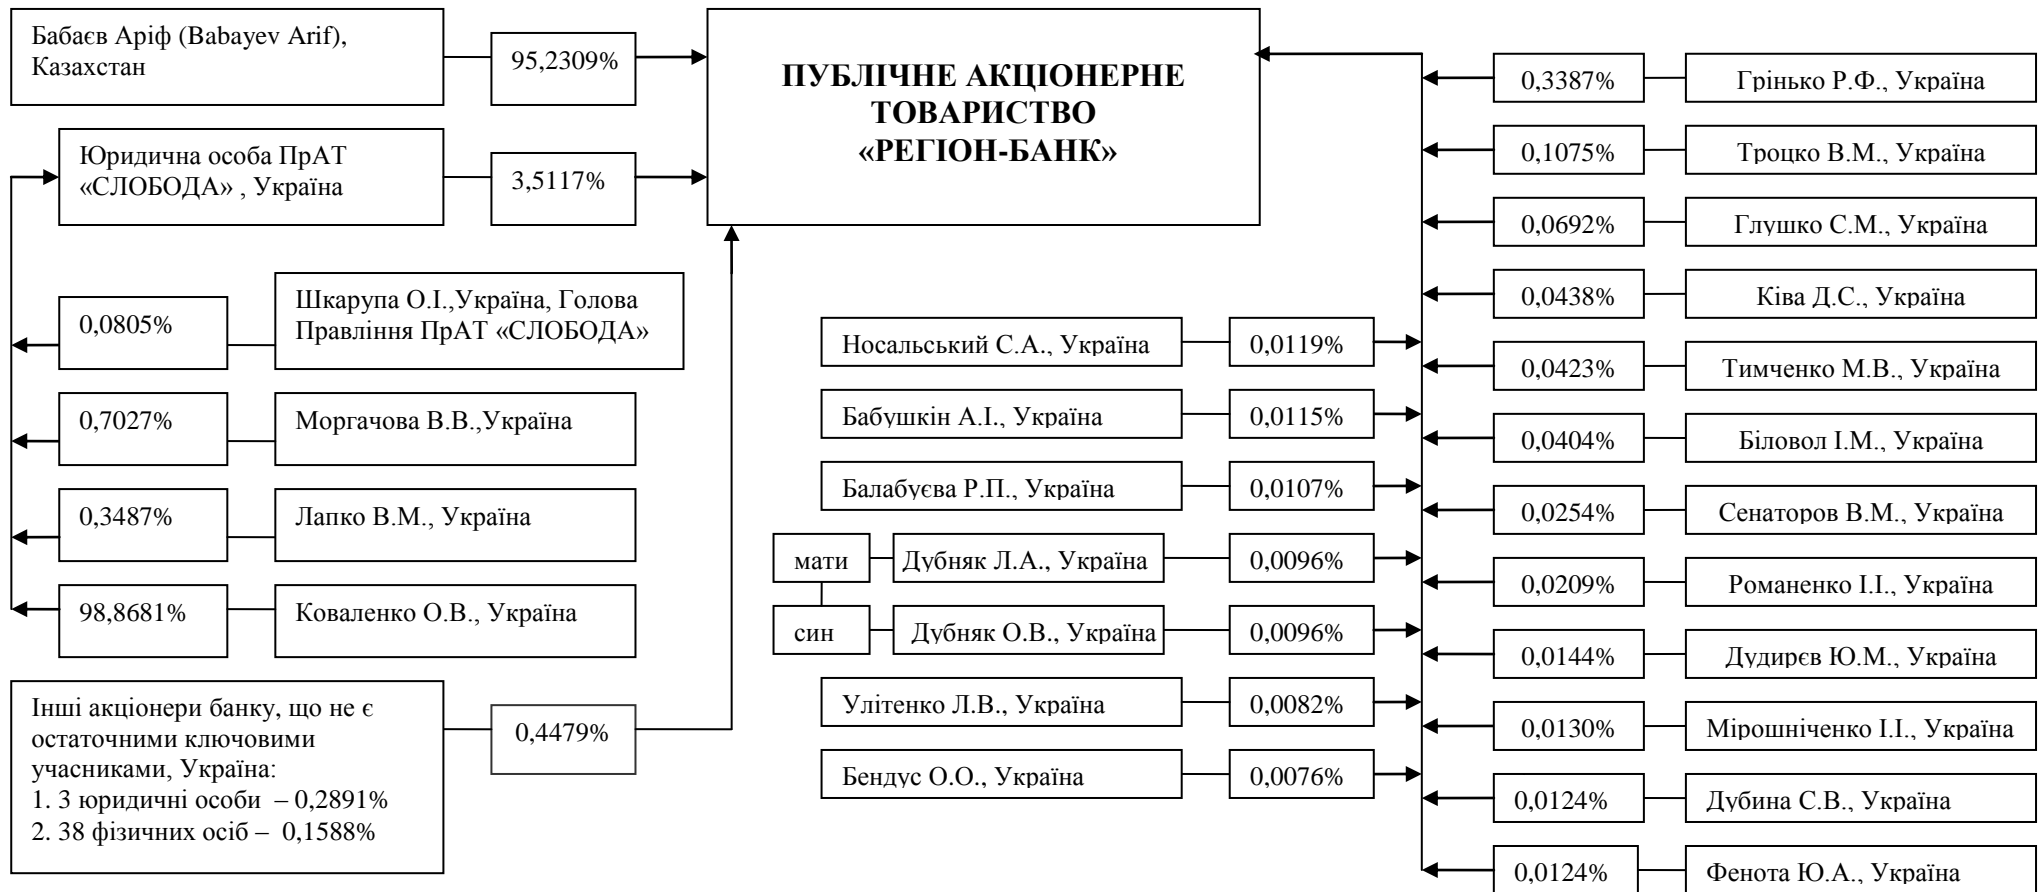 Бабаєв Аріф (Babayev Arif),
Казахстан
95,2309%
ПУБЛІЧНЕ АКЦІОНЕРНЕ
ТОВАРИСТВО
«РЕГІОН-БАНК»
Юридична особа ПрАТ
«СЛОБОДА» , Україна
3,5117%
0,0805%
Шкарупа О.І.,Україна, Голова
Правління ПрАТ «СЛОБОДА»
0,7027%
Моргачова В.В.,Україна
0,3487%
Лапко В.М., Україна
98,8681%
Коваленко О.В., Україна
Інші акціонери банку, що не є
остаточними ключовими
учасниками, Україна:
1. 3 юридичні особи – 0,2891%
2. 38 фізичних осіб – 0,1588%
0,4479%
Носальський С.А., Україна
0,0119%
Бабушкін А.І., Україна
0,0115%
Балабуєва Р.П., Україна
0,0107%
мати
Дубняк Л.А., Україна
0,0096%
син
Дубняк О.В., Україна
0,0096%
Улітенко Л.В., Україна
0,0082%
Бендус О.О., Україна
0,0076%
0,3387%
Грінько Р.Ф., Україна
0,1075%
Троцко В.М., Україна
0,0692%
Глушко С.М., Україна
0,0438%
Ківа Д.С., Україна
0,0423%
Тимченко М.В., Україна
0,0404%
Біловол І.М., Україна
0,0254%
Сенаторов В.М., Україна
0,0209%
Романенко І.І., Україна
0,0144%
Дудирєв Ю.М., Україна
0,0130%
Мірошніченко І.І., Україна
0,0124%
Дубина С.В., Україна
0,0124%
Фенота Ю.А., Україна